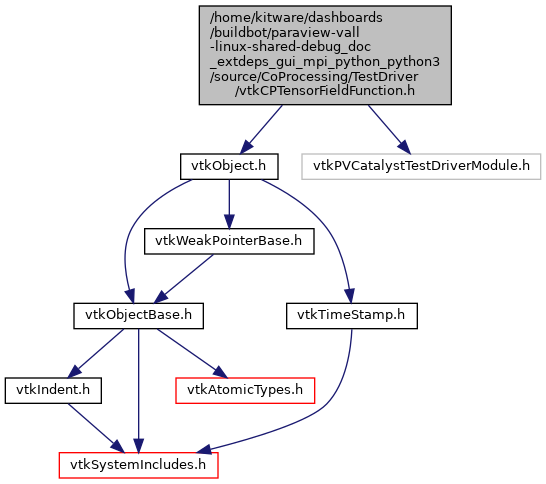 /home/kitware/dashboards
/buildbot/paraview-vall
-linux-shared-debug_doc
_extdeps_gui_mpi_python_python3
/source/CoProcessing/TestDriver
/vtkCPTensorFieldFunction.h
vtkObject.h
vtkPVCatalystTestDriverModule.h
vtkWeakPointerBase.h
vtkObjectBase.h
vtkTimeStamp.h
vtkIndent.h
vtkAtomicTypes.h
vtkSystemIncludes.h